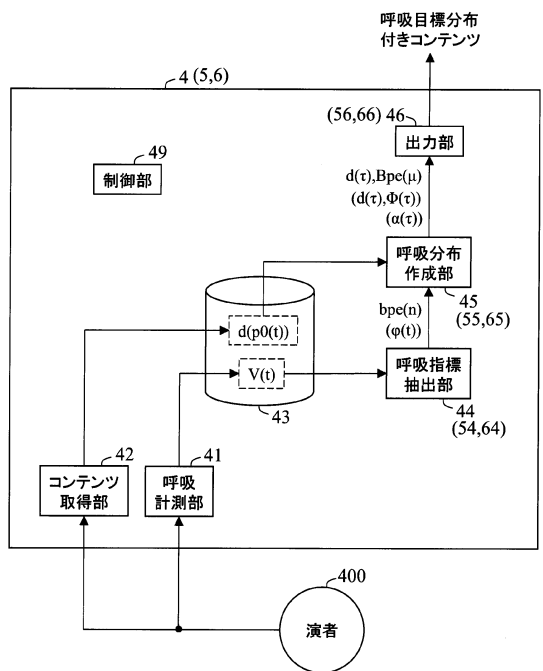 呼吸目標分布
付きコンテンツ
4 (5,6)
(56,66) 46
出力部
49
制御部
d(τ),Bpe(μ)
(d(τ),Φ(τ))
(α(τ))
呼吸分布
作成部
45
(55,65)
bpe(n)
(φ(t))
d(p0(t))
V(t)
43
呼吸指標
抽出部
44
(54,64)
42
コンテンツ
取得部
41
呼吸
計測部
400
演者